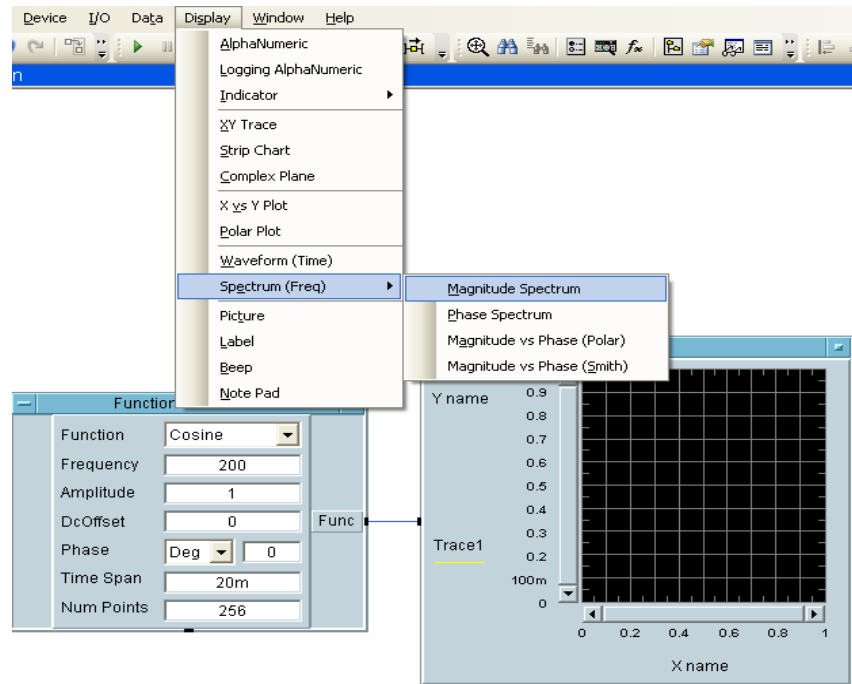 Device I/O Data Display Window Help
n
AlphaNumeric
Logging AlphaNumeric
Indicator
XY Trace
Strip Chart
Complex Plane
X vs Y Plot
Polar Plot
Waveform (Time)
Spectrum (Freq)
Picture
Label
Beep
Note Pad
Magnitude Spectrum
Phase Spectrum
Magnitude vs Phase (Polar)
Magnitude vs Phase (Smith)
Function
Function Cosine
Frequency 200
Amplitude 1
DcOffset 0
Phase Deg 0
Time Span 20m
Num Points 256
Func
Y name
0.9
0.8
0.7
0.6
0.5
0.4
0.3
Trace1
0.2
100m
0
0 0.2 0.4 0.6 0.8 1
X name